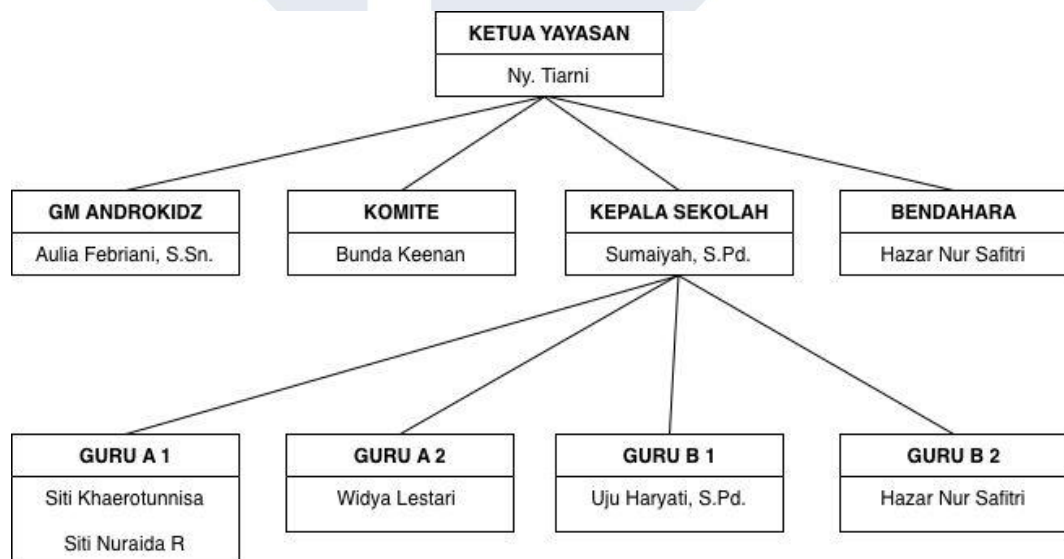 KETUA YAYASAN
Ny. Tiarni
GM ANDROKIDZ
Aulia Febriani, S.Sn.
KOMITE
Bunda Keenan
KEPALA SEKOLAH
Sumaiyah, S.Pd.
BENDAHARA
Hazar Nur Safitri
GURU A 1
Siti Khaerotunnisa
Siti Nuraida R
GURU A 2
Widya Lestari
GURU B 1
Uju Haryati, S.Pd.
GURU B 2
Hazar Nur Safitri